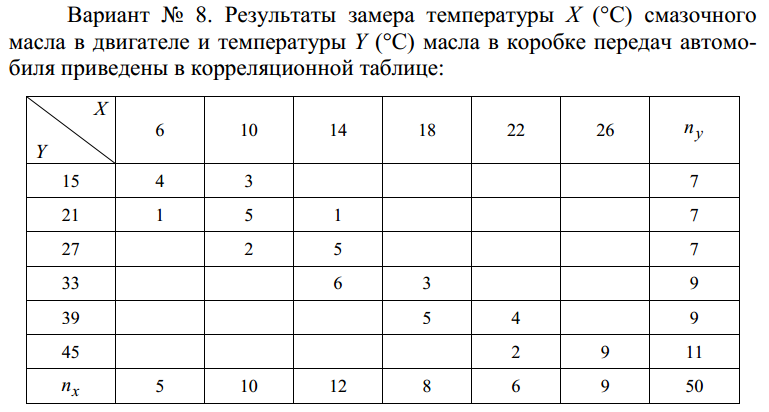 Вариант № 8. Результаты замера температуры X (°C) смазочного
масла в двигателе и температуры Y (°C) масла в коробке передач автомо-
биля приведены в корреляционной таблице:
X
Y 6 10 14 18 22 26 n_y
15 4 3 7
21 1 5 1 7
27 2 5 7
33 6 3 9
39 5 4 9
45 2 9 11
n_x 5 10 12 8 6 9 50